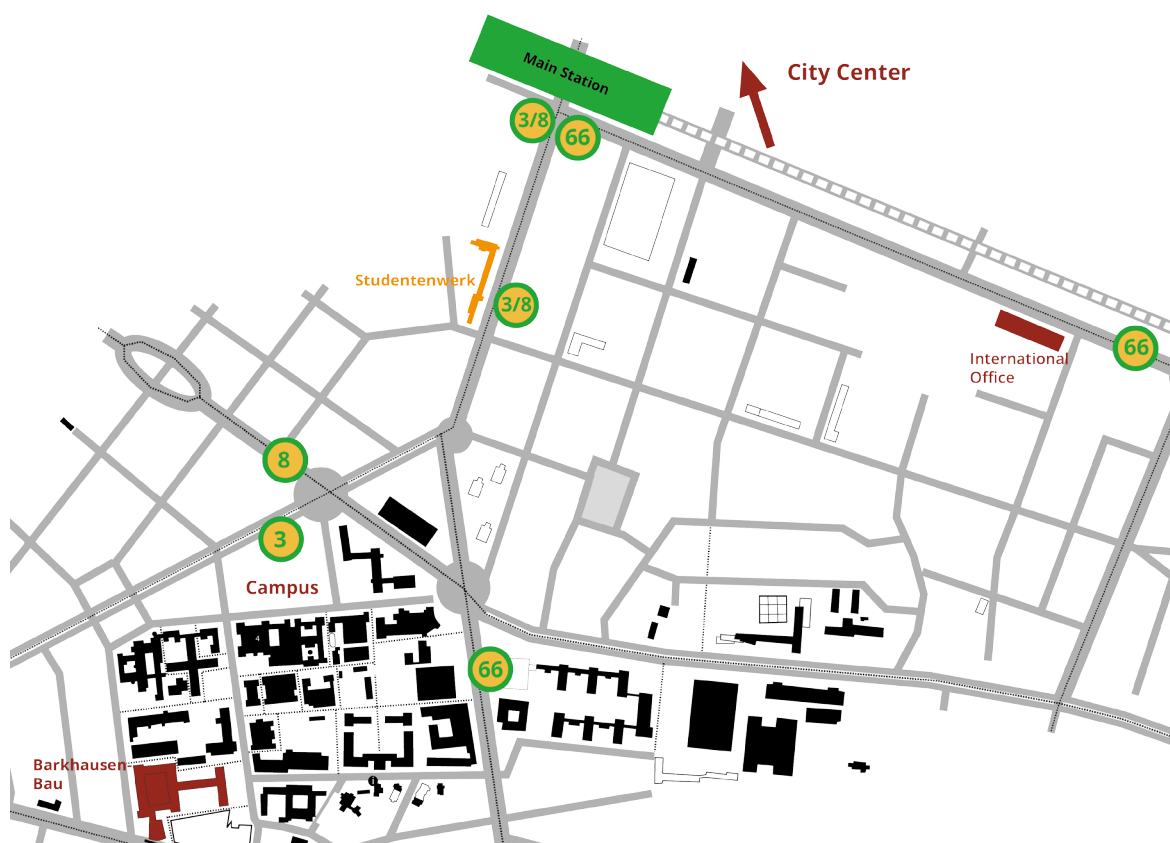 Main Station
City Center
3/8
66
Studentenwerk
3/8
66
International
Office
8
3
Campus
66
Barkhausen-
Bau